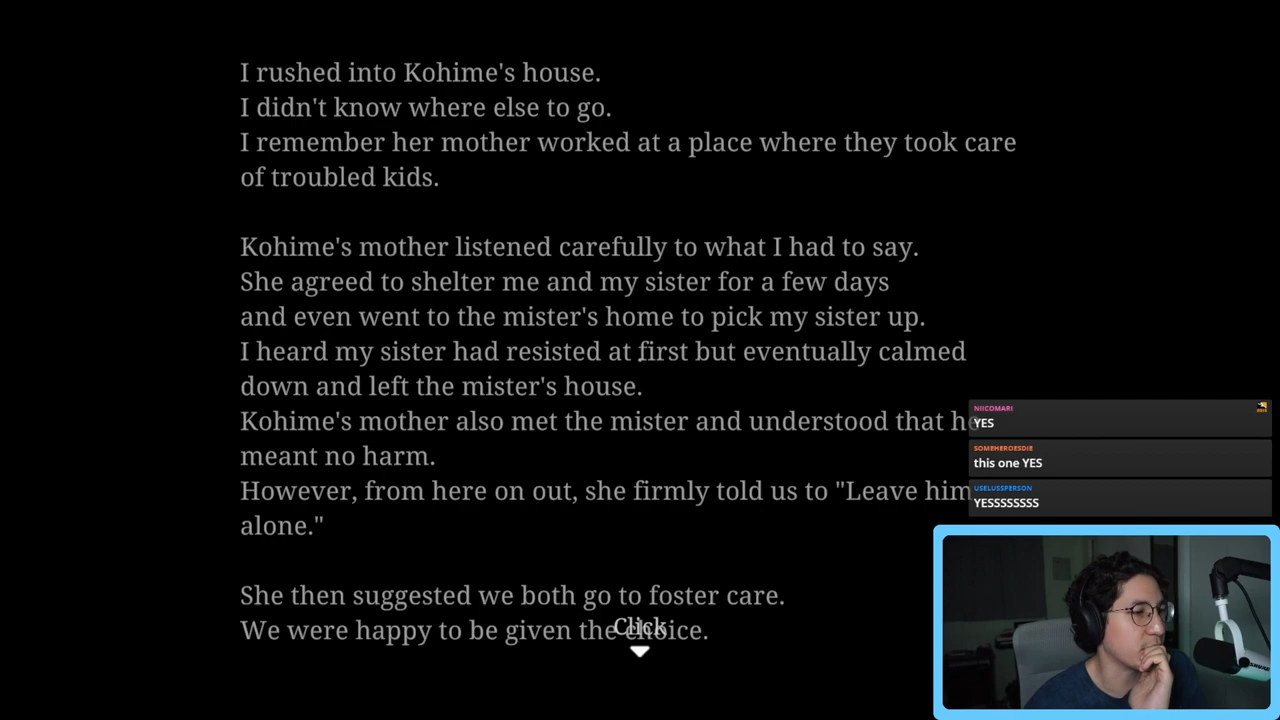 I rushed into Kohime's house.
I didn't know where else to go.
I remember her mother worked at a place where they took care
of troubled kids.
Kohime's mother listened carefully to what I had to say.
She agreed to shelter me and my sister for a few days
and even went to the mister's home to pick my sister up.
I heard my sister had resisted at first but eventually calmed
down and left the mister's house.
Kohime's mother also met the mister and understood that he
meant no harm.
However, from here on out, she firmly told us to "Leave him
alone."
She then suggested we both go to foster care.
We were happy to be given the choice.
Click
NIICOMARI
YES
SOMEHEROESDIE
this one YES
USELUSSPERSON
YESSSSSSSS